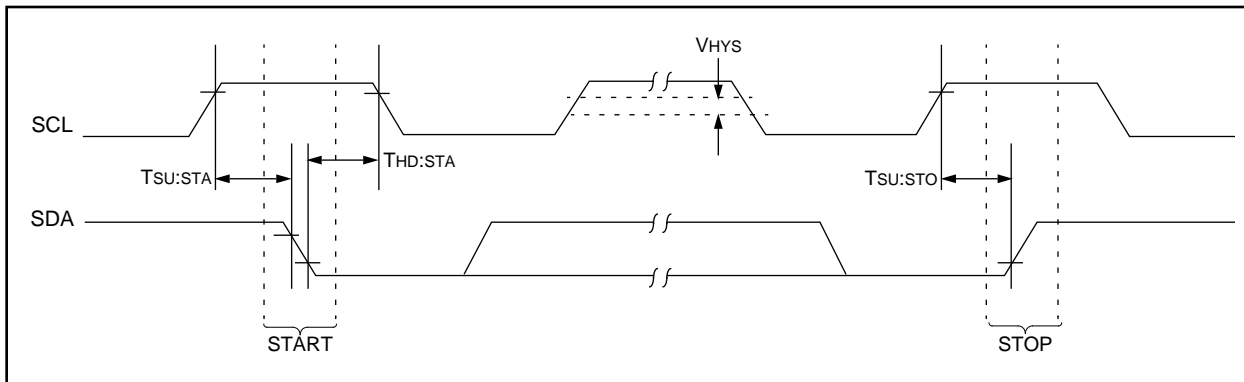 VHYS
SCL
THD:STA
TSU:STA
TSU:STO
SDA
START
STOP